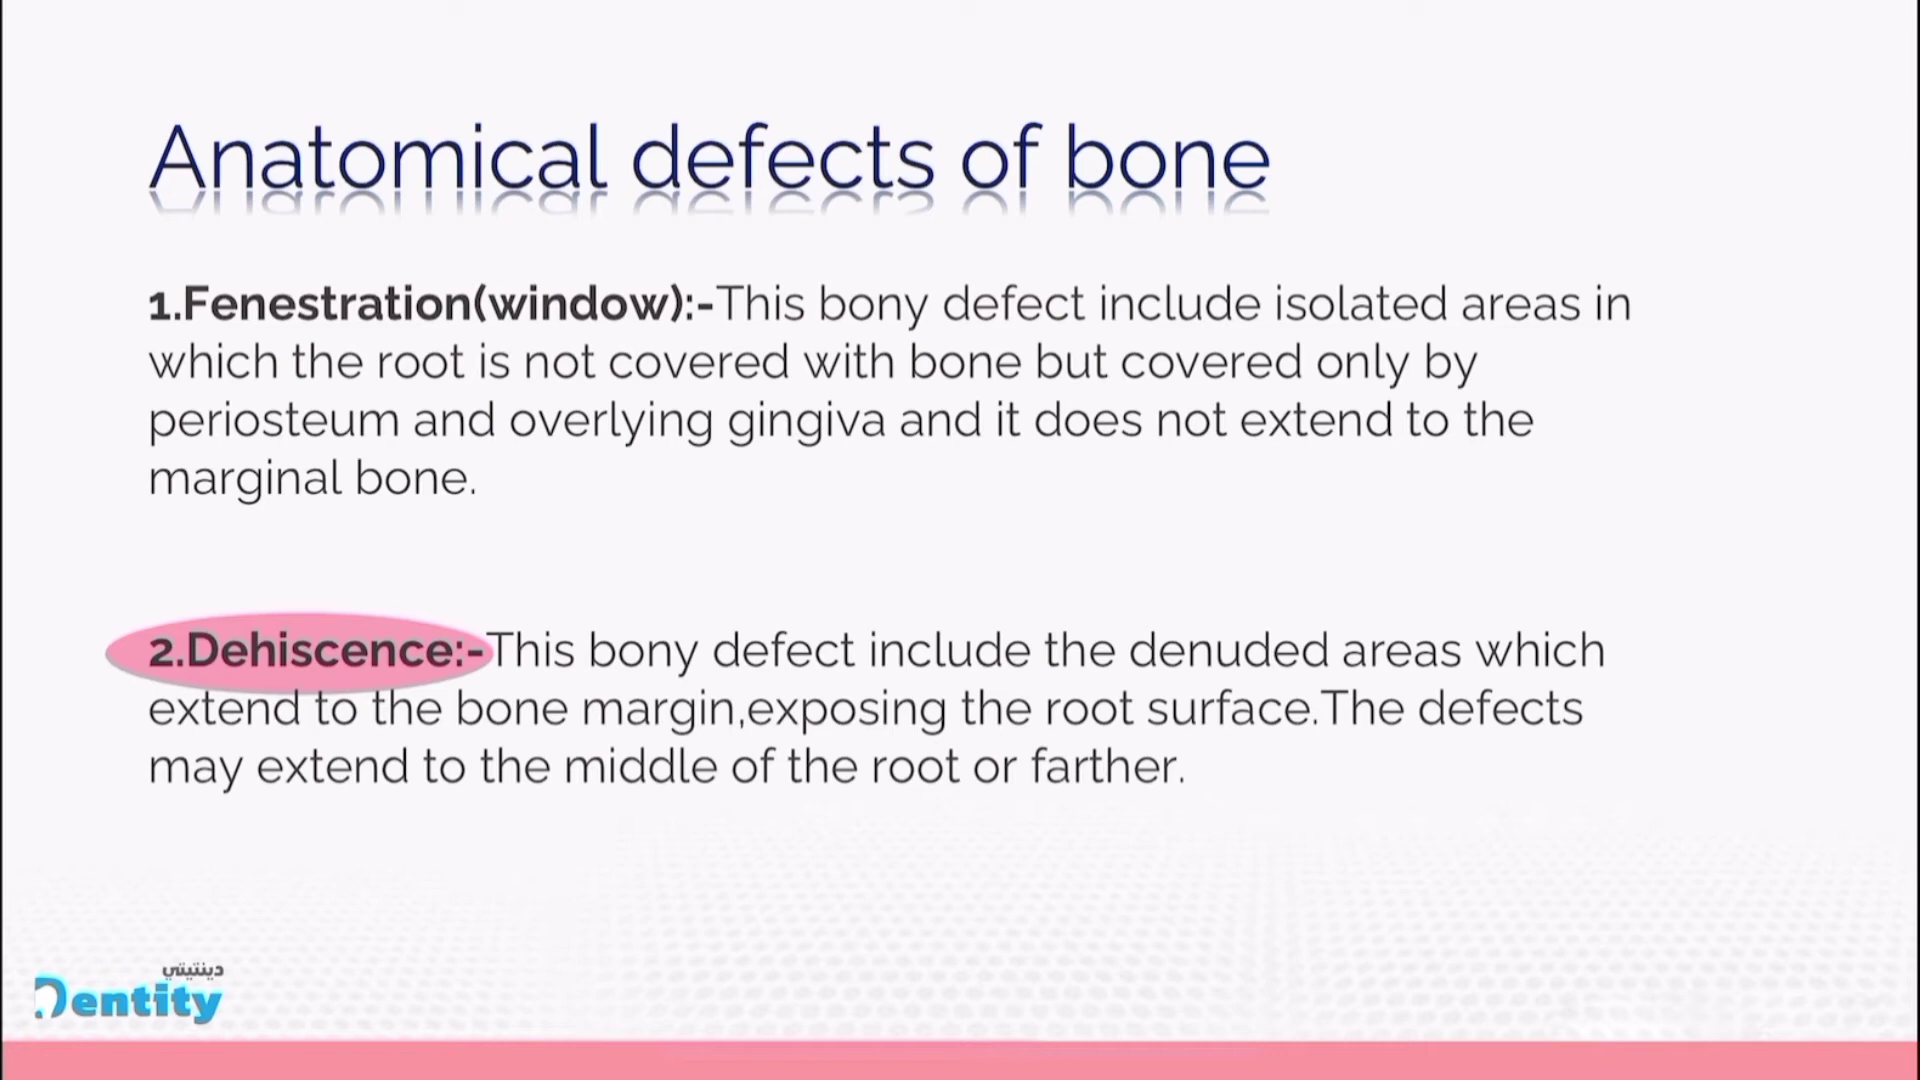 Anatomical defects of bone
1.Fenestration(window):-This bony defect include isolated areas in
which the root is not covered with bone but covered only by
periosteum and overlying gingiva and it does not extend to the
marginal bone.
2.Dehiscence:-This bony defect include the denuded areas which
extend to the bone margin,exposing the root surface.The defects
may extend to the middle of the root or farther.
دينتيتي
Dentity